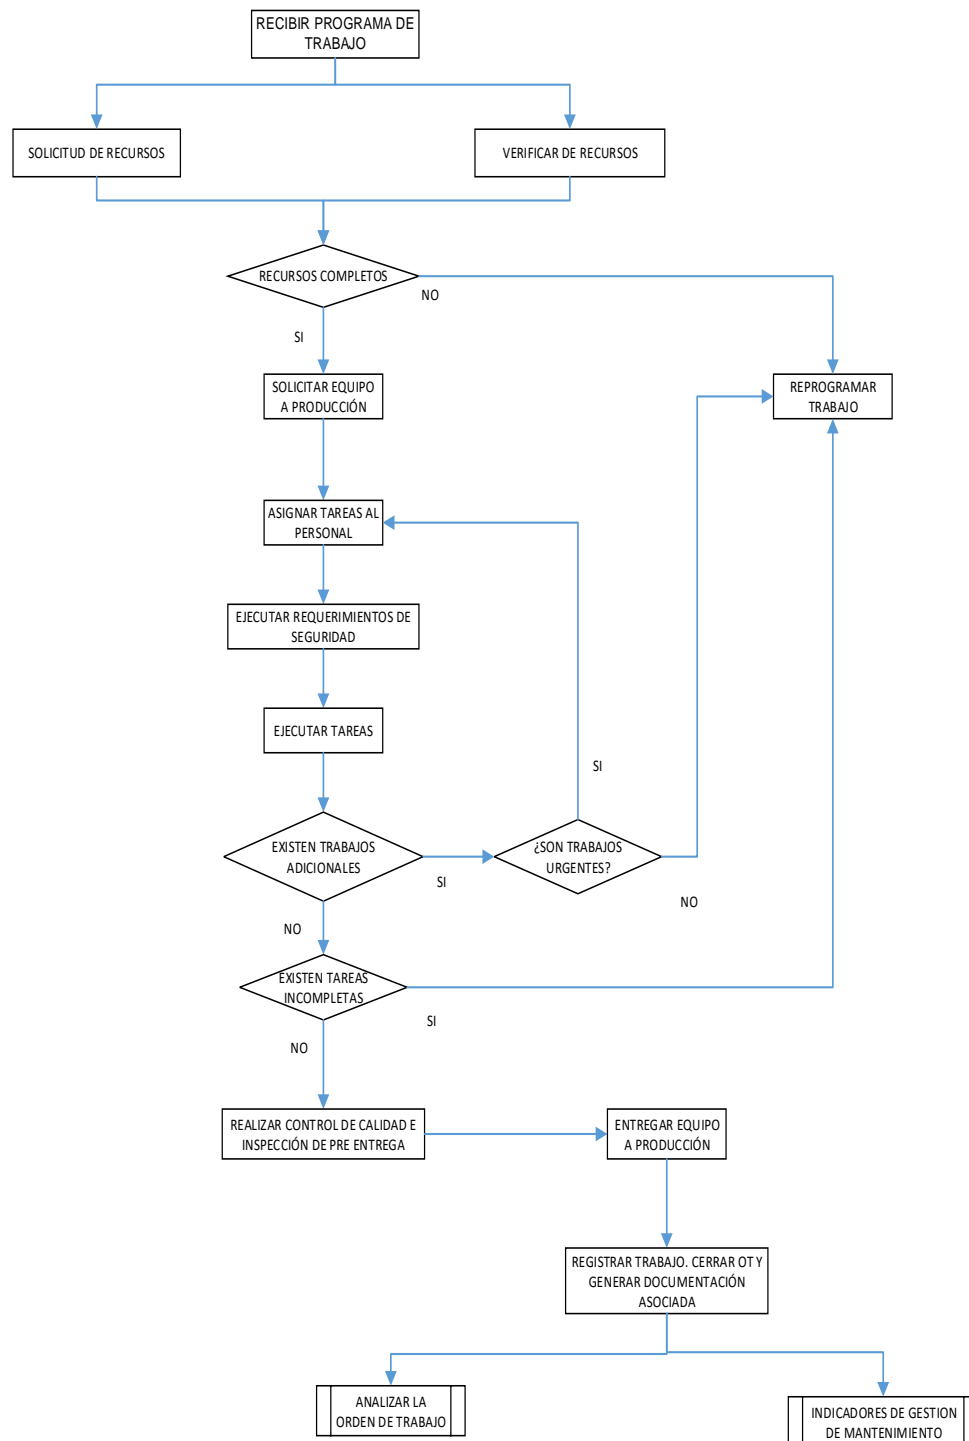 RECIBIR PROGRAMA DE
TRABAJO
SOLICITUD DE RECURSOS
VERIFICAR DE RECURSOS
RECURSOS COMPLETOS
NO
SI
SOLICITAR EQUIPO
A PRODUCCIÓN
REPROGRAMAR
TRABAJO
ASIGNAR TAREAS AL
PERSONAL
EJECUTAR REQUERIMIENTOS DE
SEGURIDAD
EJECUTAR TAREAS
SI
EXISTEN TRABAJOS
ADICIONALES
SI
¿SON TRABAJOS
URGENTES?
NO
NO
EXISTEN TAREAS
INCOMPLETAS
SI
NO
REALIZAR CONTROL DE CALIDAD E
INSPECCIÓN DE PRE ENTREGA
ENTREGAR EQUIPO
A PRODUCCIÓN
REGISTRAR TRABAJO. CERRAR OT Y
GENERAR DOCUMENTACIÓN
ASOCIADA
ANALIZAR LA
ORDEN DE TRABAJO
INDICADORES DE GESTION
DE MANTENIMIENTO